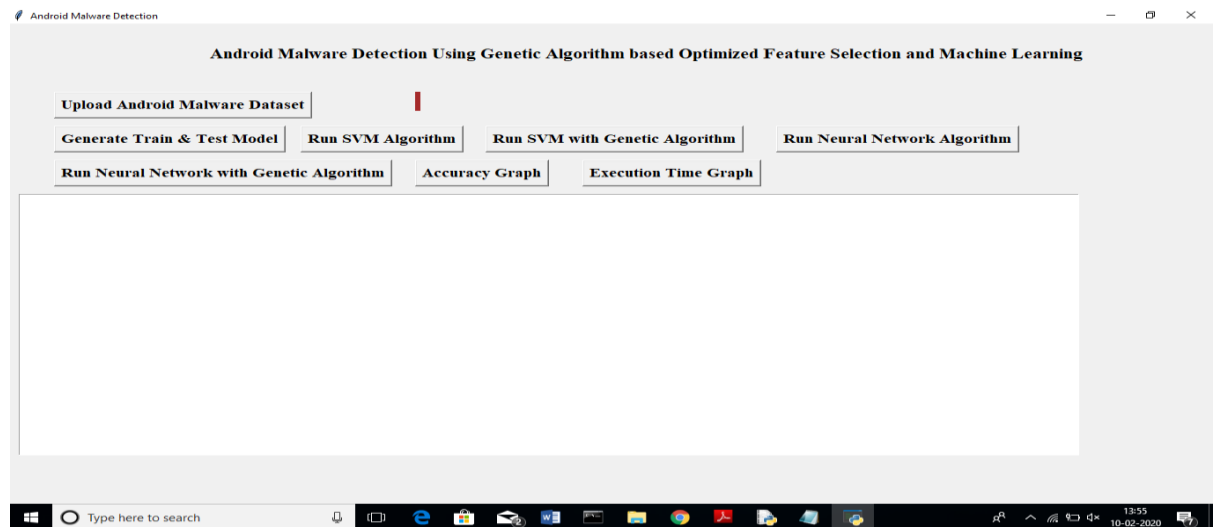 Android Malware Detection
Android Malware Detection Using Genetic Algorithm based Optimized Feature Selection and Machine Learning
Upload Android Malware Dataset
Generate Train & Test Model Run SVM Algorithm Run SVM with Genetic Algorithm Run Neural Network Algorithm
Run Neural Network with Genetic Algorithm Accuracy Graph Execution Time Graph
Type here to search
13:55
10-02-2020